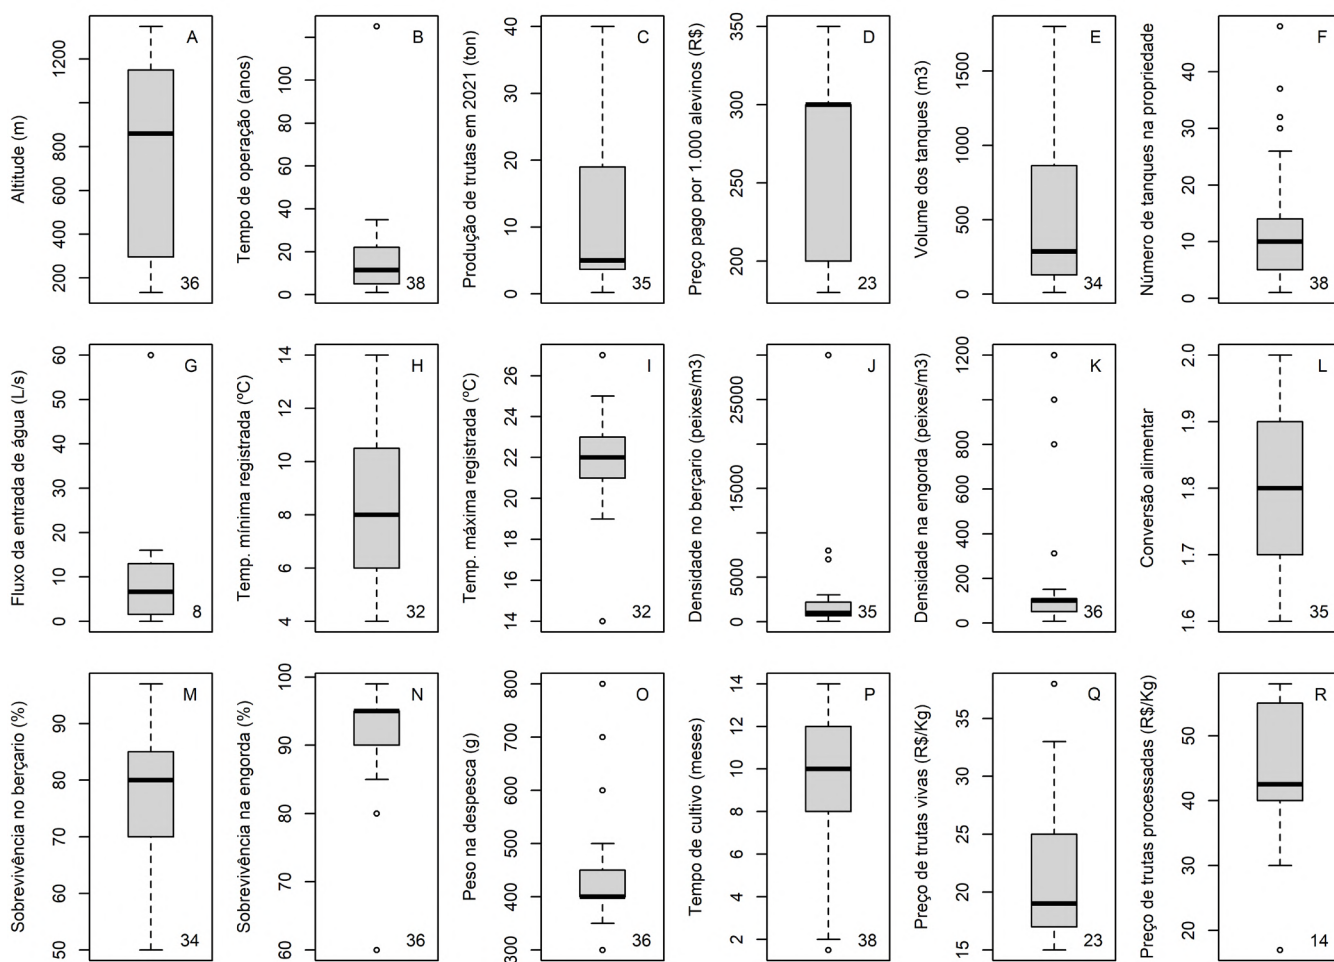 Altitude (m)
200 400 600 800 1200
A
36
Tempo de operação (anos)
0 20 40 60 80 100
B
38
Produção de trutas em 2021 (ton)
0 10 20 30 40
C
35
Preço pago por 1.000 alevinos (R$)
200 250 300 350
D
23
Volume dos tanques (m3)
0 500 1000 1500
E
34
Número de tanques na propriedade
0 10 20 30 40
F
38
Fluxo da entrada de água (L/s)
0 10 20 30 40 50 60
G
8
Temp. mínima registrada (ºC)
4 6 8 10 12 14
H
32
Temp. máxima registrada (ºC)
14 16 18 20 22 24 26
I
32
Densidade no berçario (peixes/m3)
0 5000 15000 25000
J
35
Densidade na engorda (peixes/m3)
0 200 400 600 800 1000 1200
K
36
Conversão alimentar
1.6 1.7 1.8 1.9 2.0
L
35
Sobrevivência no berçario (%)
50 60 70 80 90
M
34
Sobrevivência na engorda (%)
60 70 80 90 100
N
36
Peso na despesca (g)
300 400 500 600 700 800
O
36
Tempo de cultivo (meses)
2 4 6 8 10 12 14
P
38
Preço de trutas vivas (R$/Kg)
15 20 25 30 35
Q
23
Preço de trutas processadas (R$/Kg)
20 30 40 50
R
14